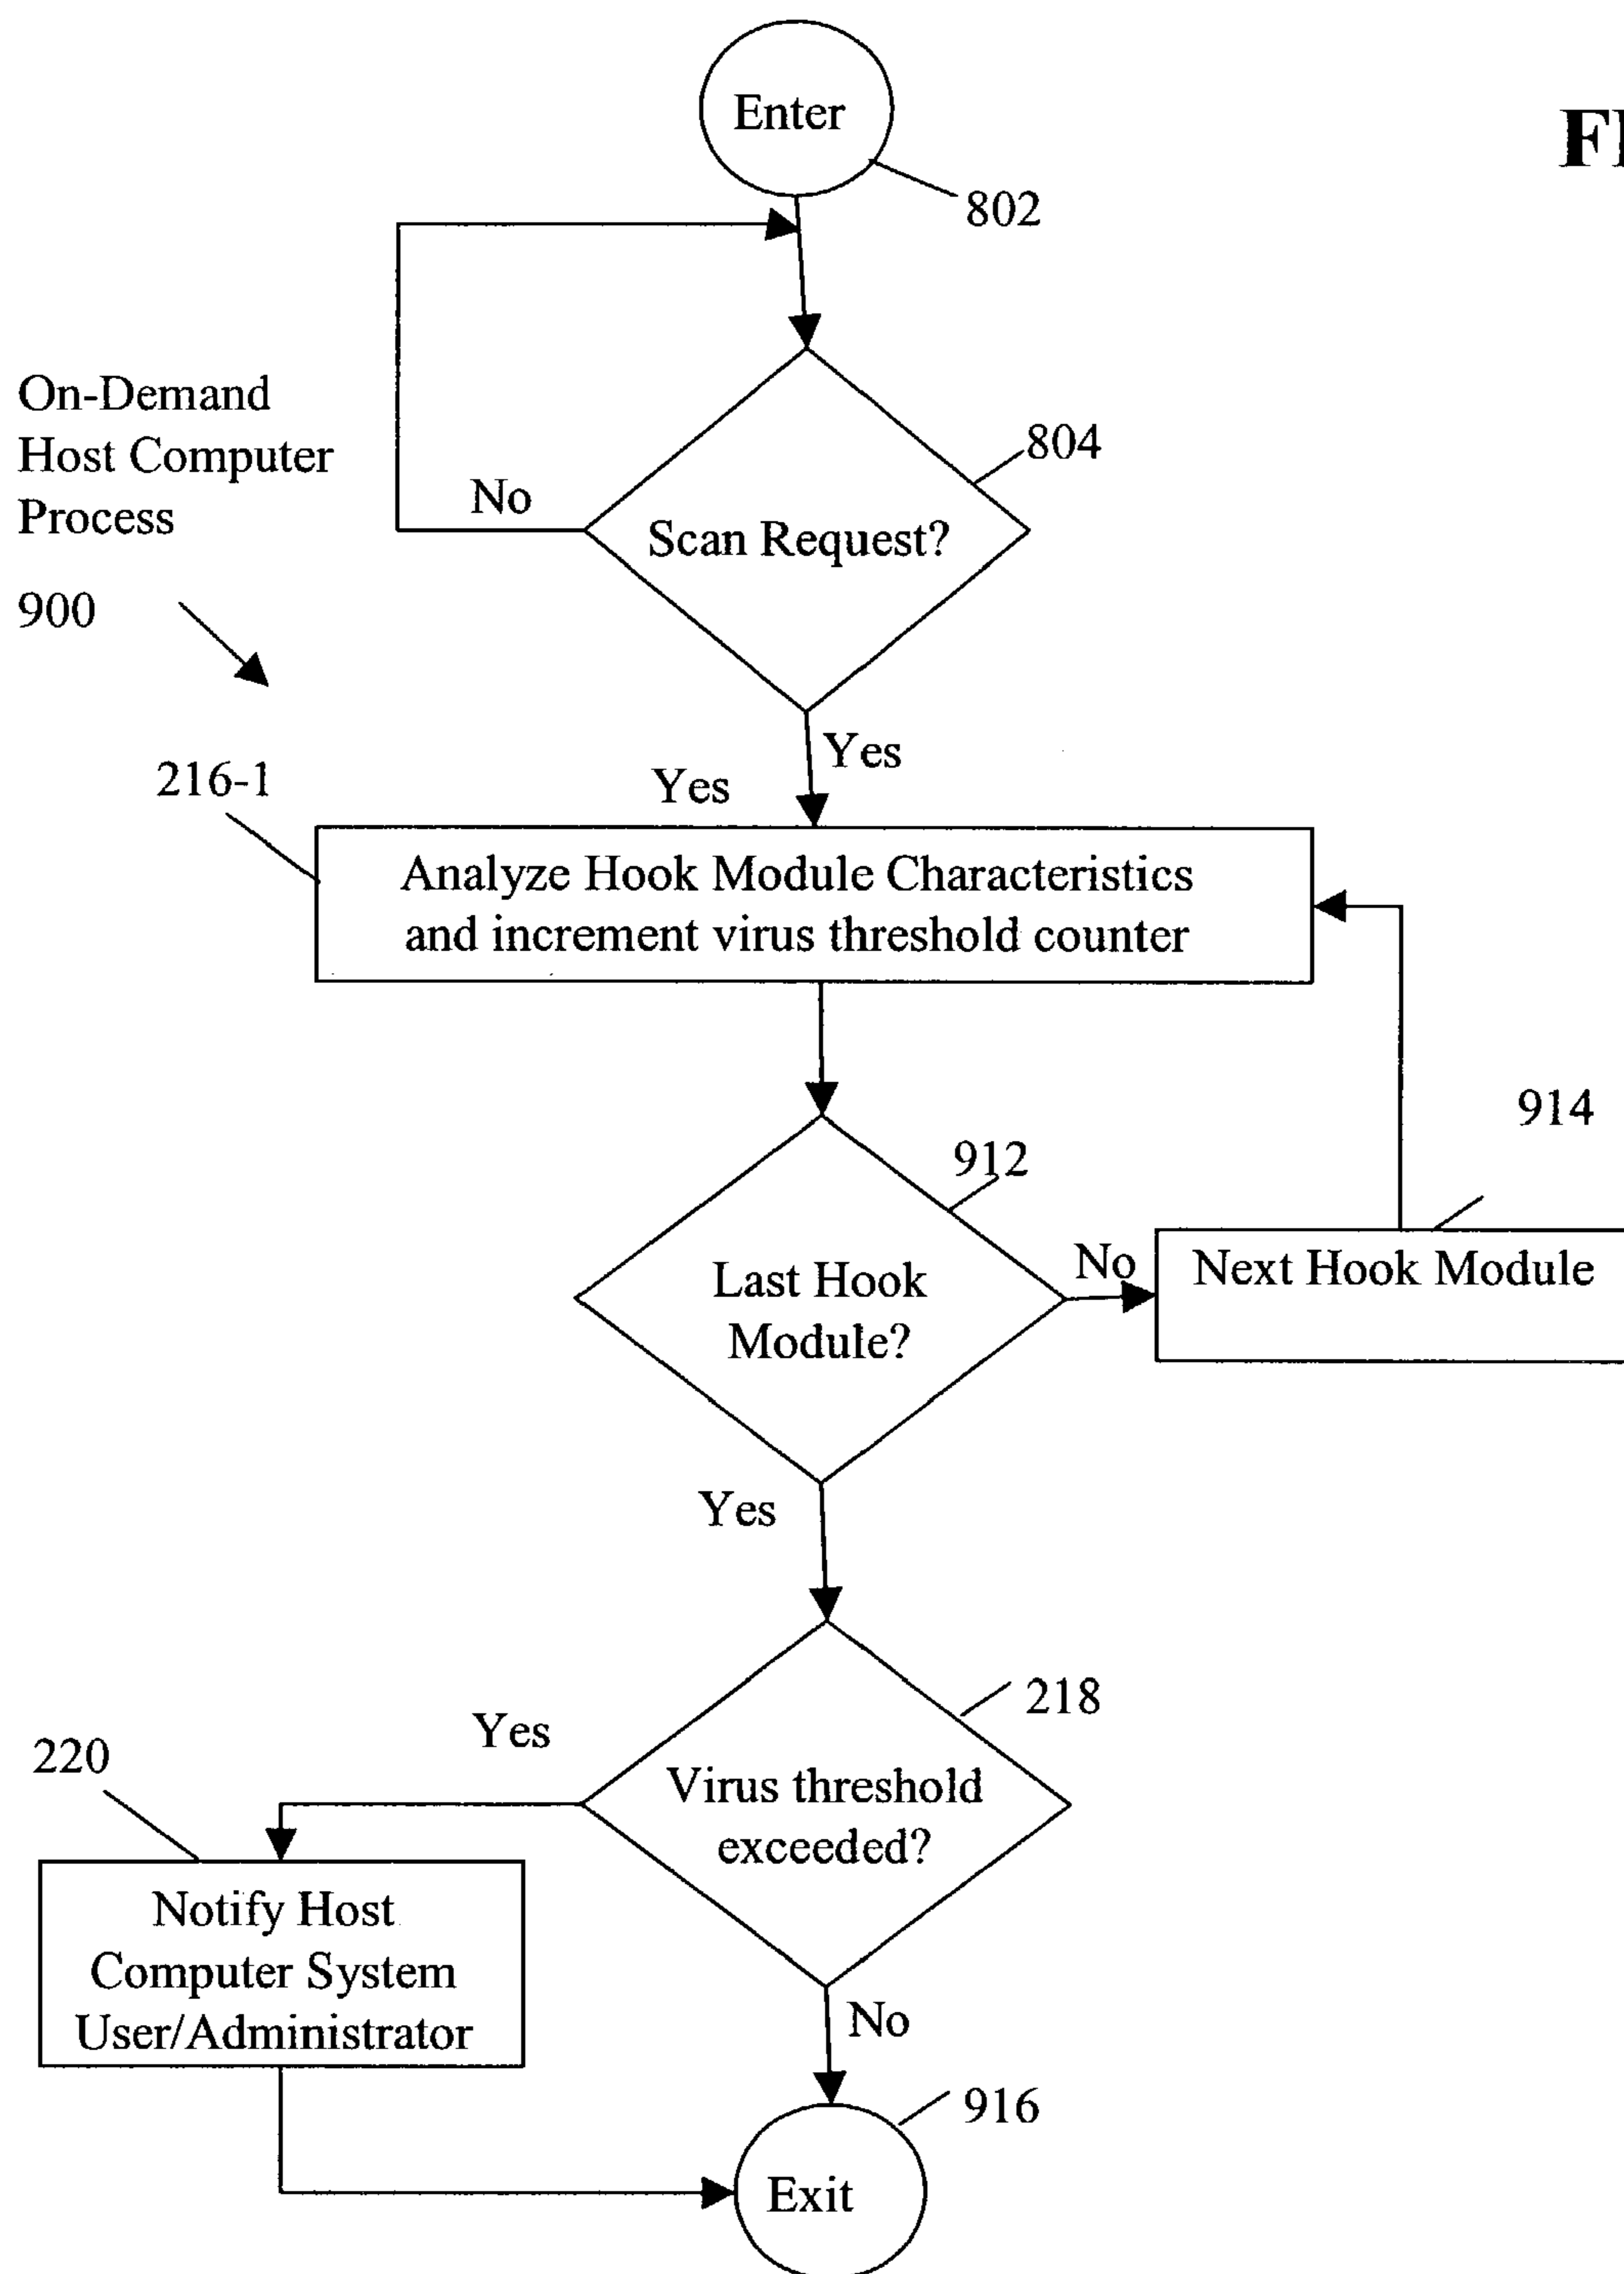 Enter
802
On-Demand
Host Computer
Process
900
804
No
Scan Request?
Yes
Yes
216-1
Analyze Hook Module Characteristics
and increment virus threshold counter
912
914
Last Hook
Module?
No
Next Hook Module
Yes
218
Yes
220
Virus threshold
exceeded?
Notify Host
Computer System
User/Administrator
No
916
Exit